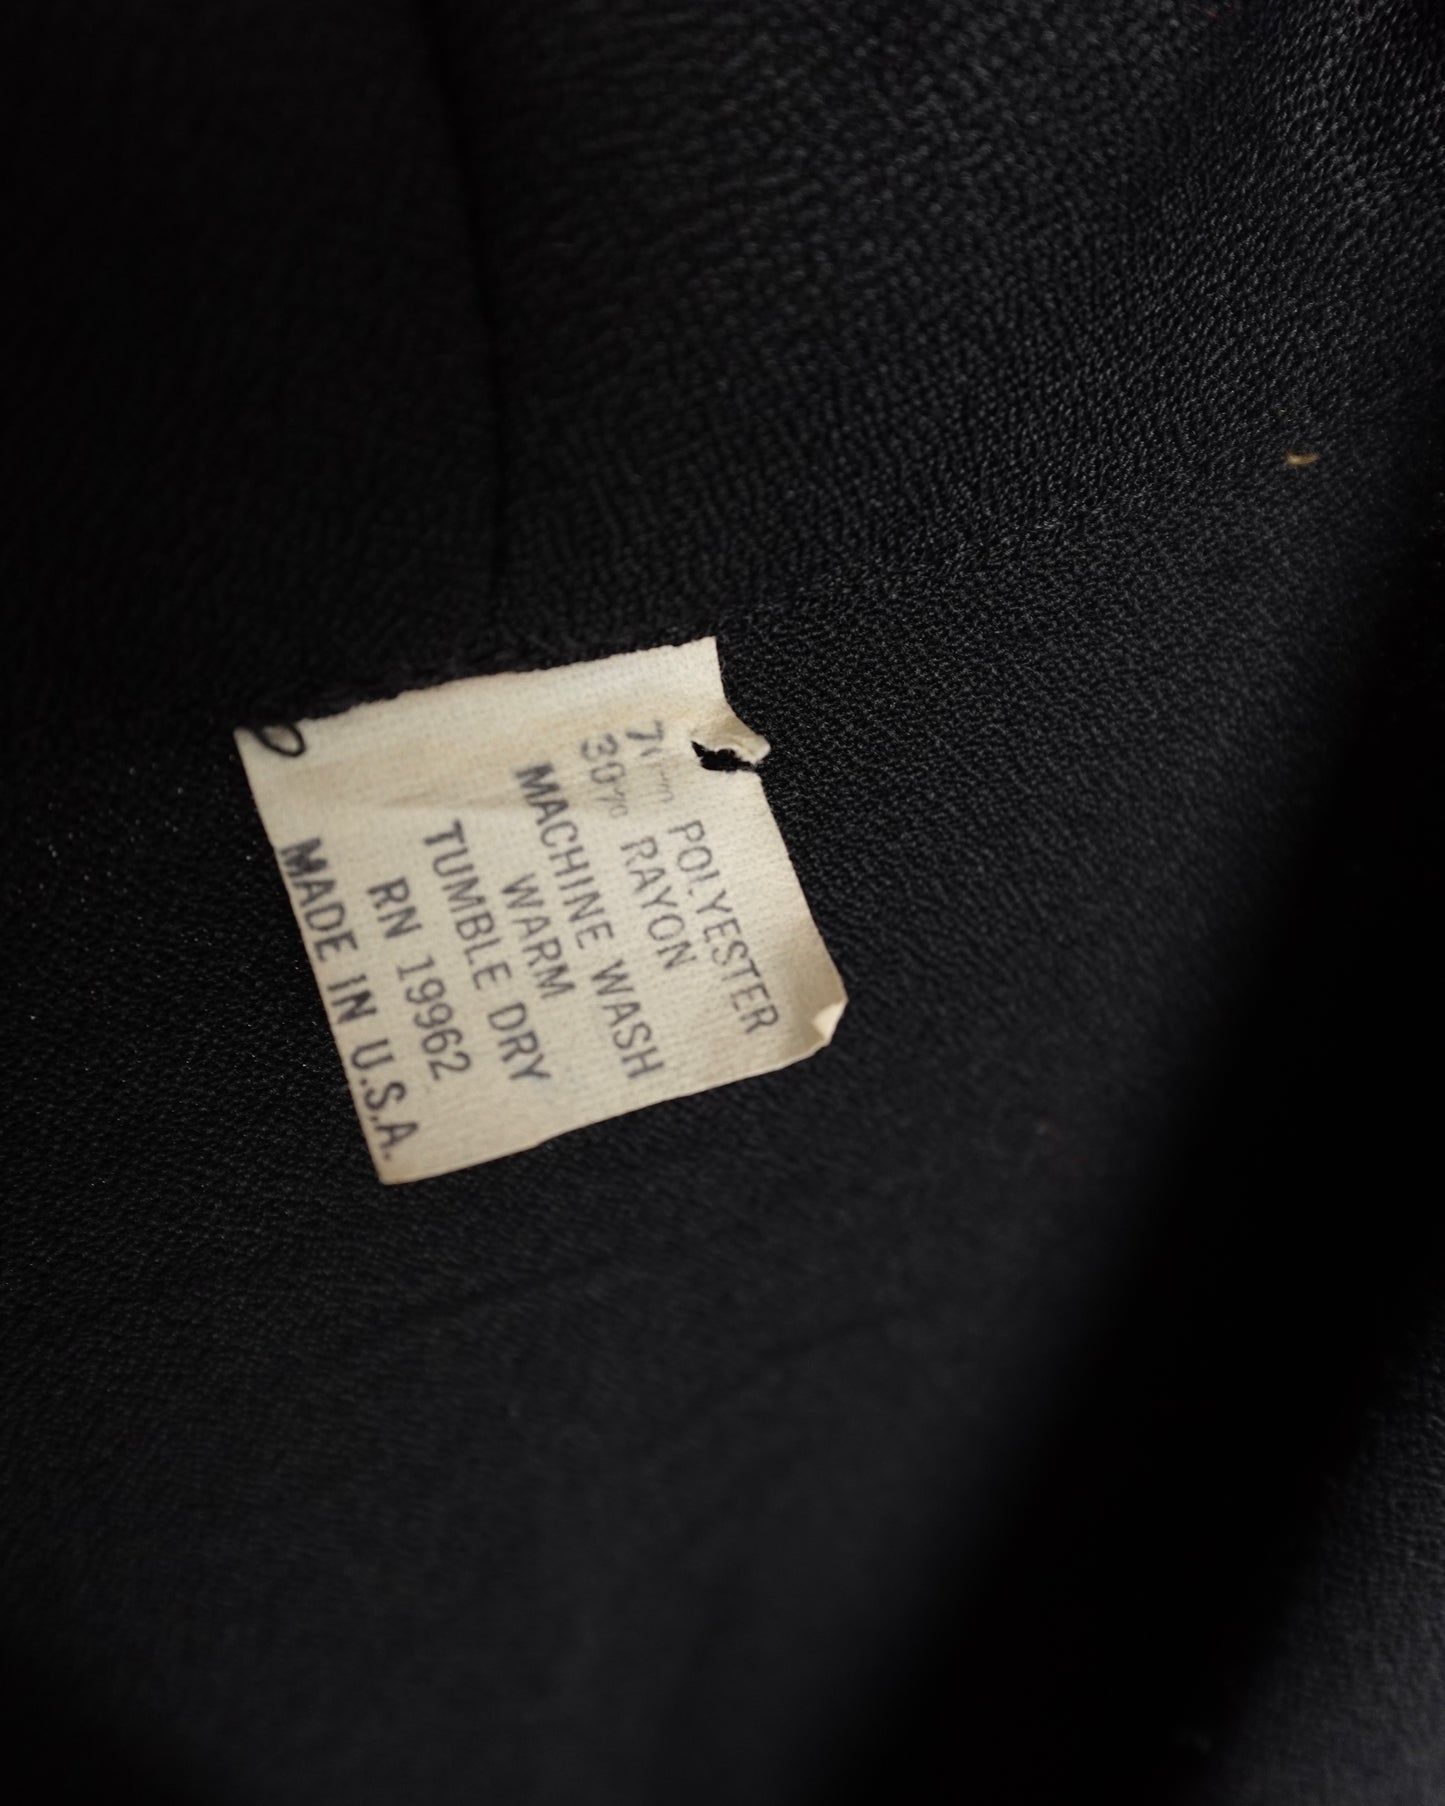 POLYESTER
30% RAYON
MACHINE WASH
WARM
TUMBLE DRY
RN 19962
MADE IN U.S.A.